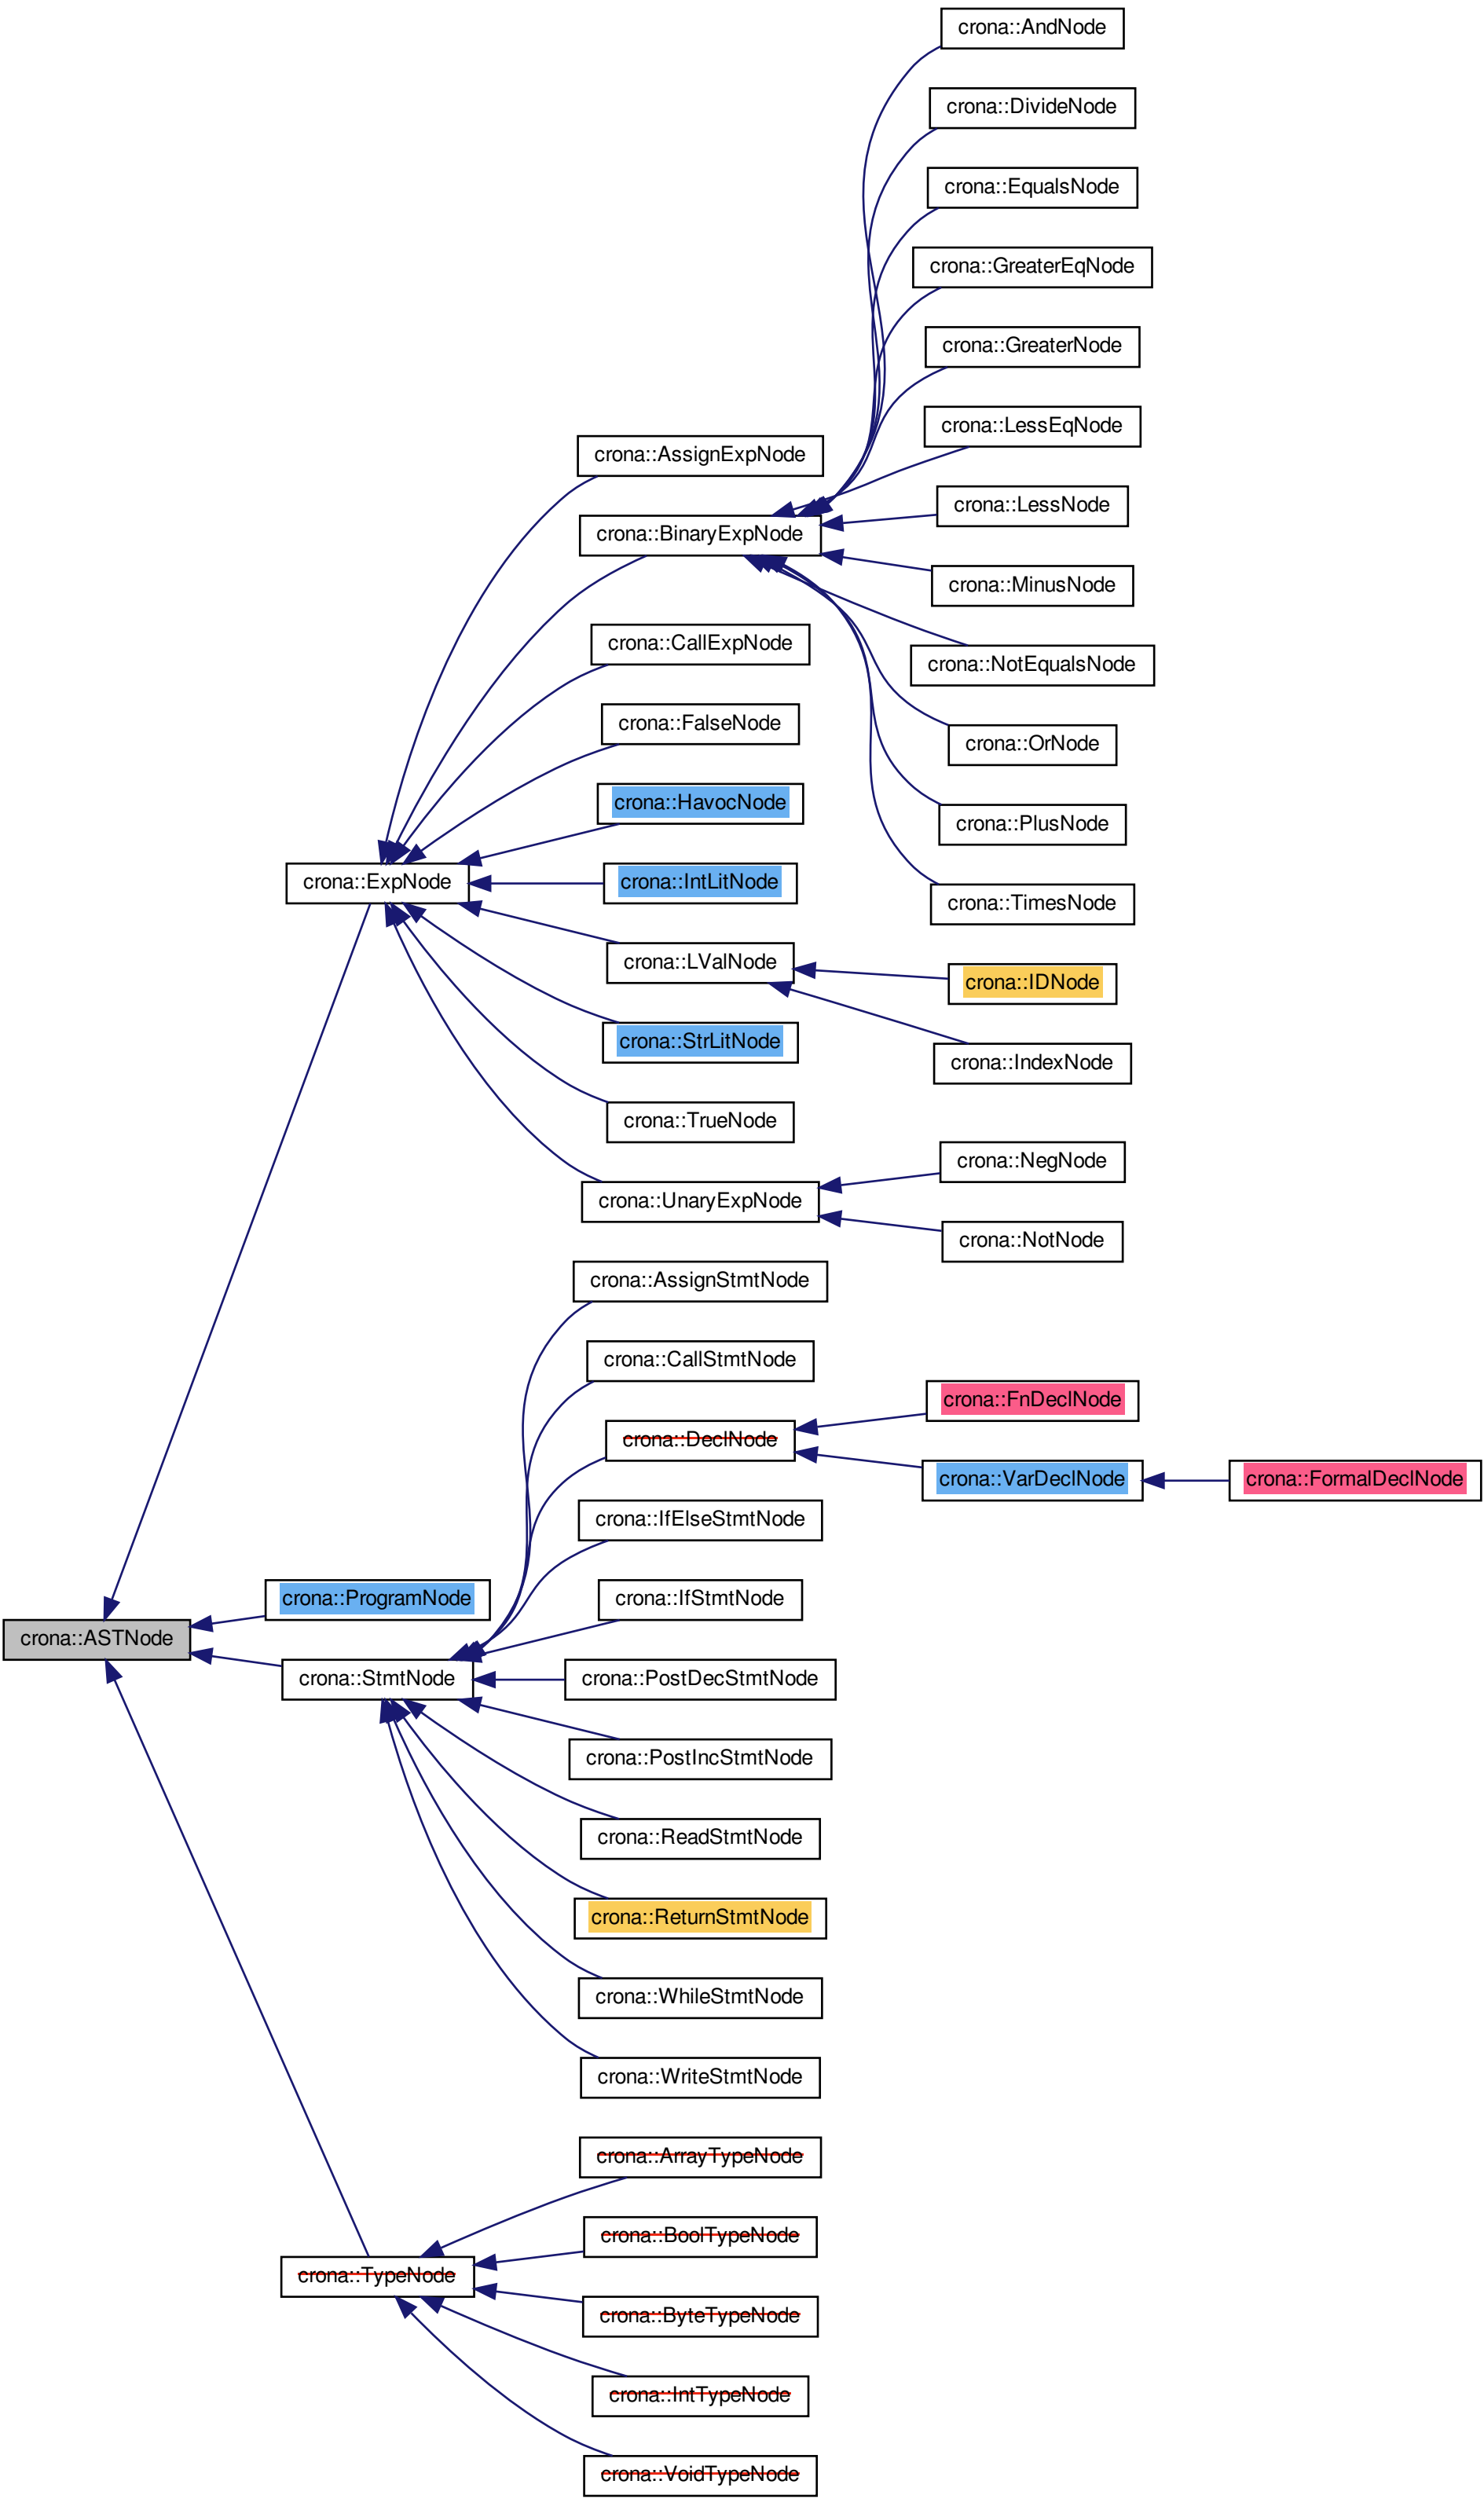 crona::AndNode
crona::DivideNode
crona::EqualsNode
crona::GreaterEqNode
crona::GreaterNode
crona::LessEqNode
crona::AssignExpNode
crona::LessNode
crona::BinaryExpNode
crona::MinusNode
crona::CallExpNode
crona::NotEqualsNode
crona::FalseNode
crona::OrNode
crona::HavocNode
crona::PlusNode
crona::ExpNode
crona::IntLitNode
crona::TimesNode
crona::LValNode
crona::IDNode
crona::StrLitNode
crona::IndexNode
crona::TrueNode
crona::NegNode
crona::UnaryExpNode
crona::NotNode
crona::AssignStmtNode
crona::CallStmtNode
crona::FnDeclNode
crona::DeclNode
crona::VarDeclNode
crona::FormalDeclNode
crona::IfElseStmtNode
crona::ProgramNode
crona::IfStmtNode
crona::ASTNode
crona::StmtNode
crona::PostDecStmtNode
crona::PostIncStmtNode
crona::ReadStmtNode
crona::ReturnStmtNode
crona::WhileStmtNode
crona::WriteStmtNode
crona::ArrayTypeNode
crona::BoolTypeNode
crona::TypeNode
crona::ByteTypeNode
crona::IntTypeNode
crona::VoidTypeNode